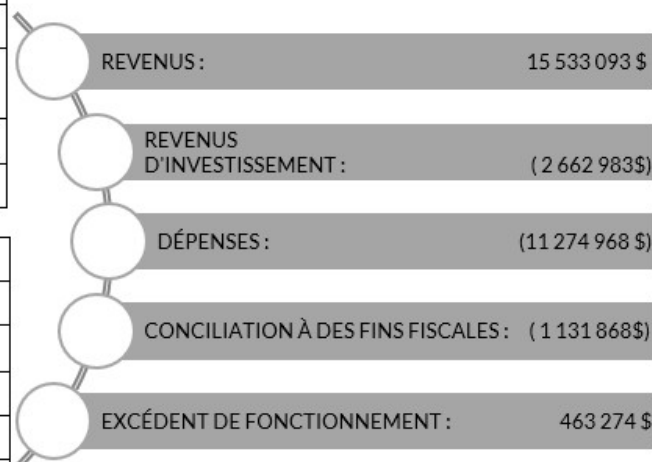 REVENUS : 15 533 093 $
REVENUS
D'INVESTISSEMENT : ( 2 662 983$)
DÉPENSES : (11 274 968 $)
CONCILIATION À DES FINS FISCALES : ( 1 131 868$)
EXCÉDENT DE FONCTIONNEMENT : 463 274 $